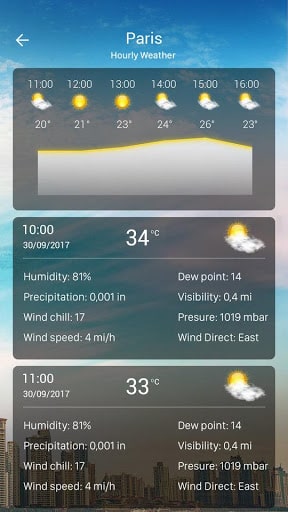 Paris
Hourly Weather
11:00 12:00 13:00 14:00 15:00 16:00
20° 21° 23° 24° 26° 23°
10:00
30/09/2017
34°C
Humidity: 81% Dew point: 14
Precipitation: 0,001 in Visibility: 0,4 mi
Wind chill: 17 Presure: 1019 mbar
Wind speed: 4 mi/h Wind Direct: East
11:00
30/09/2017
33°C
Humidity: 81% Dew point: 14
Precipitation: 0,001 in Visibility: 0,4 mi
Wind chill: 17 Presure: 1019 mbar
Wind speed: 4 mi/h Wind Direct: East